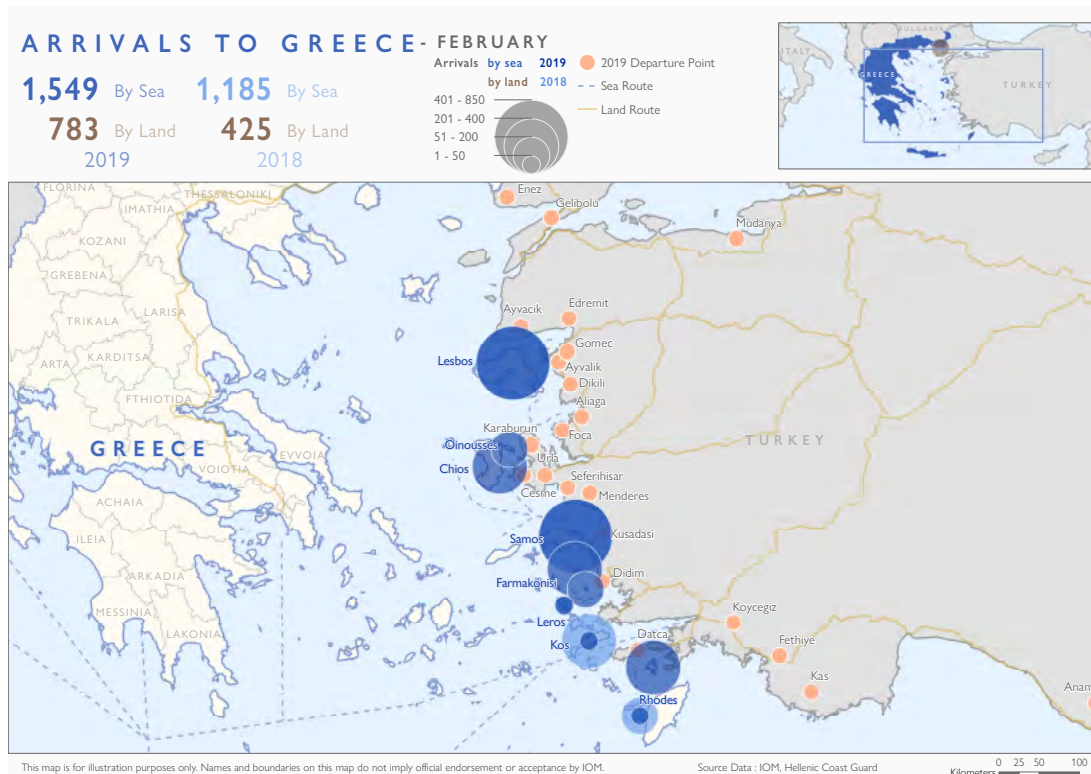 ARRIVALS TO GREECE - FEBRUARY
1,549 By Sea 1,185 By Sea
783 By Land 425 By Land
2019 2018
Arrivals by sea 2019
by land 2018
401 - 850
201 - 400
51 - 200
1 - 50
2019 Departure Point
Sea Route
Land Route
BULGARIA
ITALY
GREECE
TURKEY
FLORINA
THESSALONIKI
IMATHIA
KOZANI
GREBENA
LARISA
TRIKALA
KARDITSA
ARTA
FTHIOTIDA
GREECE
EVVOIA
VOIOTIA
ACHAIA
ILEIA
ARKADIA
MESSINIA
LAKONIA
Enez
Gelibolu
Mudanya
Ayvacik
Edremit
Gomec
Lesbos
Ayvalik
Dikili
Aliaga
Karaburun
Foca
Oinousses
Urla
Chios
Seferihisar
Cesme
Menderes
TURKEY
Samos
Kusadasi
Farmakonisi
Didim
Leros
Koycegiz
Kos
Datca
Fethiye
Kas
Rhodes
Anam
This map is for illustration purposes only. Names and boundaries on this map do not imply official endorsement or acceptance by IOM.
Source Data : IOM, Hellenic Coast Guard
0 25 50 100
Kilometers